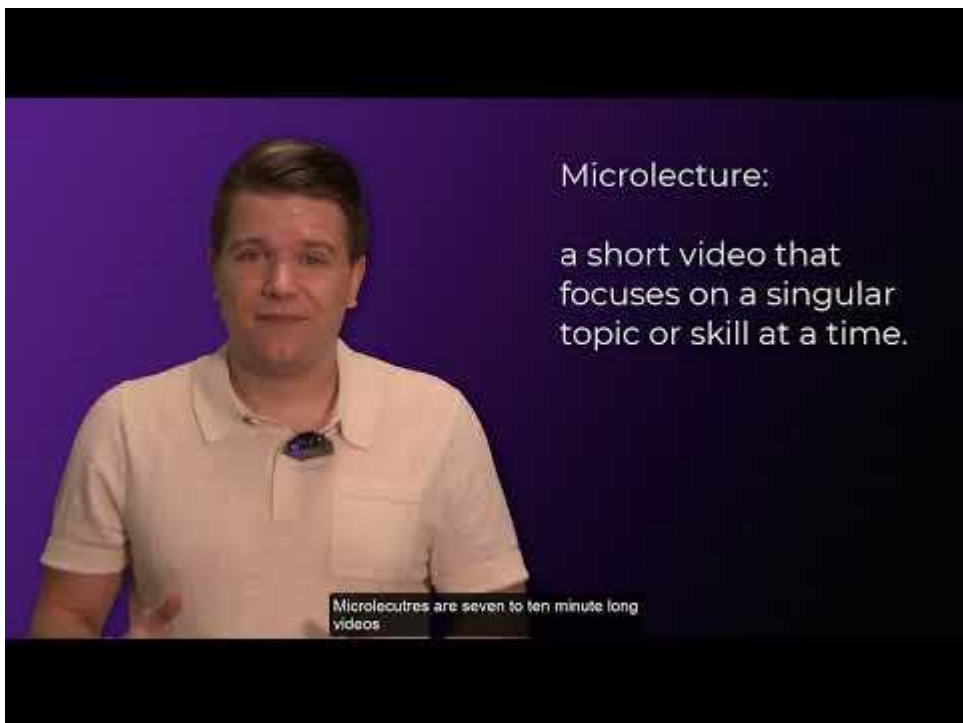 Microlecture:
a short video that
focuses on a singular
topic or skill at a time.
Microlecutres are seven to ten minute long
videos